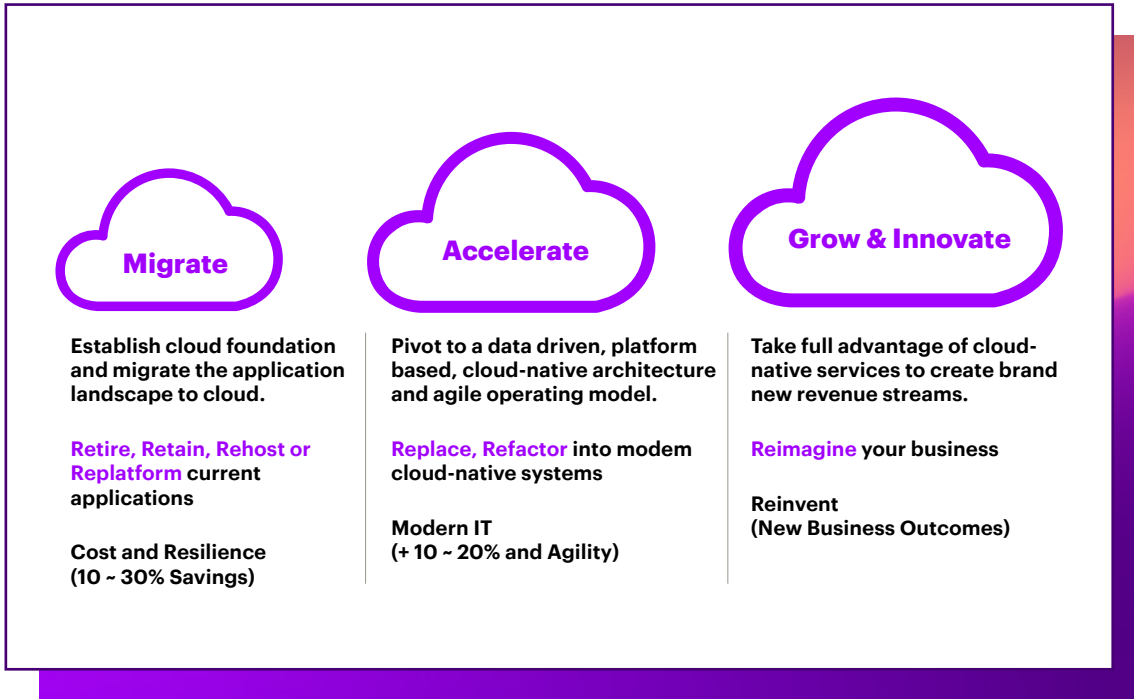 Migrate
Establish cloud foundation
and migrate the application
landscape to cloud.
Retire, Retain, Rehost or
Replatform current
applications
Cost and Resilience
(10 ~ 30% Savings)
Accelerate
Pivot to a data driven, platform
based, cloud-native architecture
and agile operating model.
Replace, Refactor into modem
cloud-native systems
Modern IT
(+ 10 ~ 20% and Agility)
Grow & Innovate
Take full advantage of cloud-
native services to create brand
new revenue streams.
Reimagine your business
Reinvent
(New Business Outcomes)